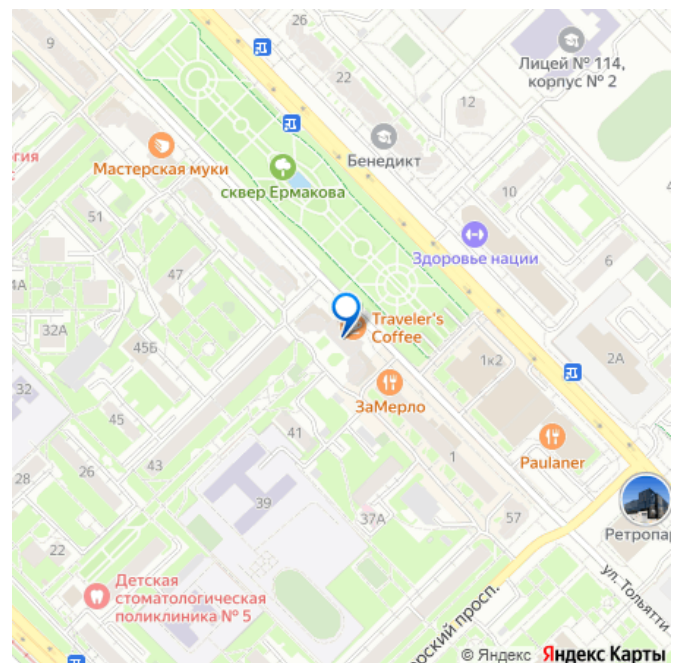 26
9
Лицей № 114,
корпус № 2
22
12
Бенедикт
гия
Мастерская муки
сквер Ермакова
10
51
Здоровье нации
6
47
4А
32А
Traveler's
Coffee
45Б
1к2
2А
32
ЗаМерло
45
41
1
Paulaner
43
26
28
39
37А
57
Ретропар
22
Детская
стоматологическая
поликлиника № 5
ул. Тольятти
рский просп.
© Яндекс Яндекс Карты